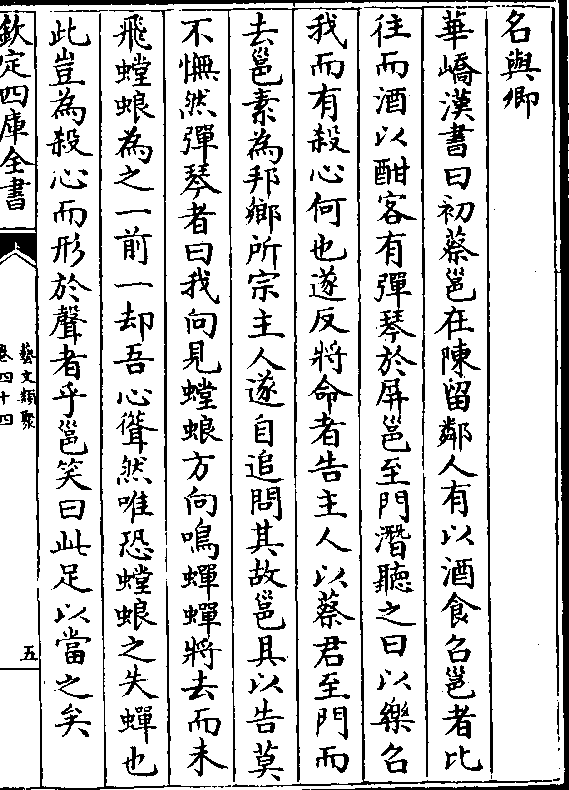 名與卿
華嶠漢書曰初蔡邕在陳留鄰人有以酒食召邕者比
往而酒以酣客有彈琴於屏邕至門潛聽之曰以樂召
我而有殺心何也遂反將命者告主人以蔡君至門而
去邕素為邦鄉所宗主人遂自追問其故邕具以告莫
不憮然彈琴者曰我向見螳蜋方向鳴蟬蟬將去而未
飛螳蜋為之一前一却吾心聳然唯恐螳蜋之失蟬也
此豈為殺心而形於聲者乎邕笑曰此足以當之矣
欽定四庫全書
藝文類聚
卷四十四
五